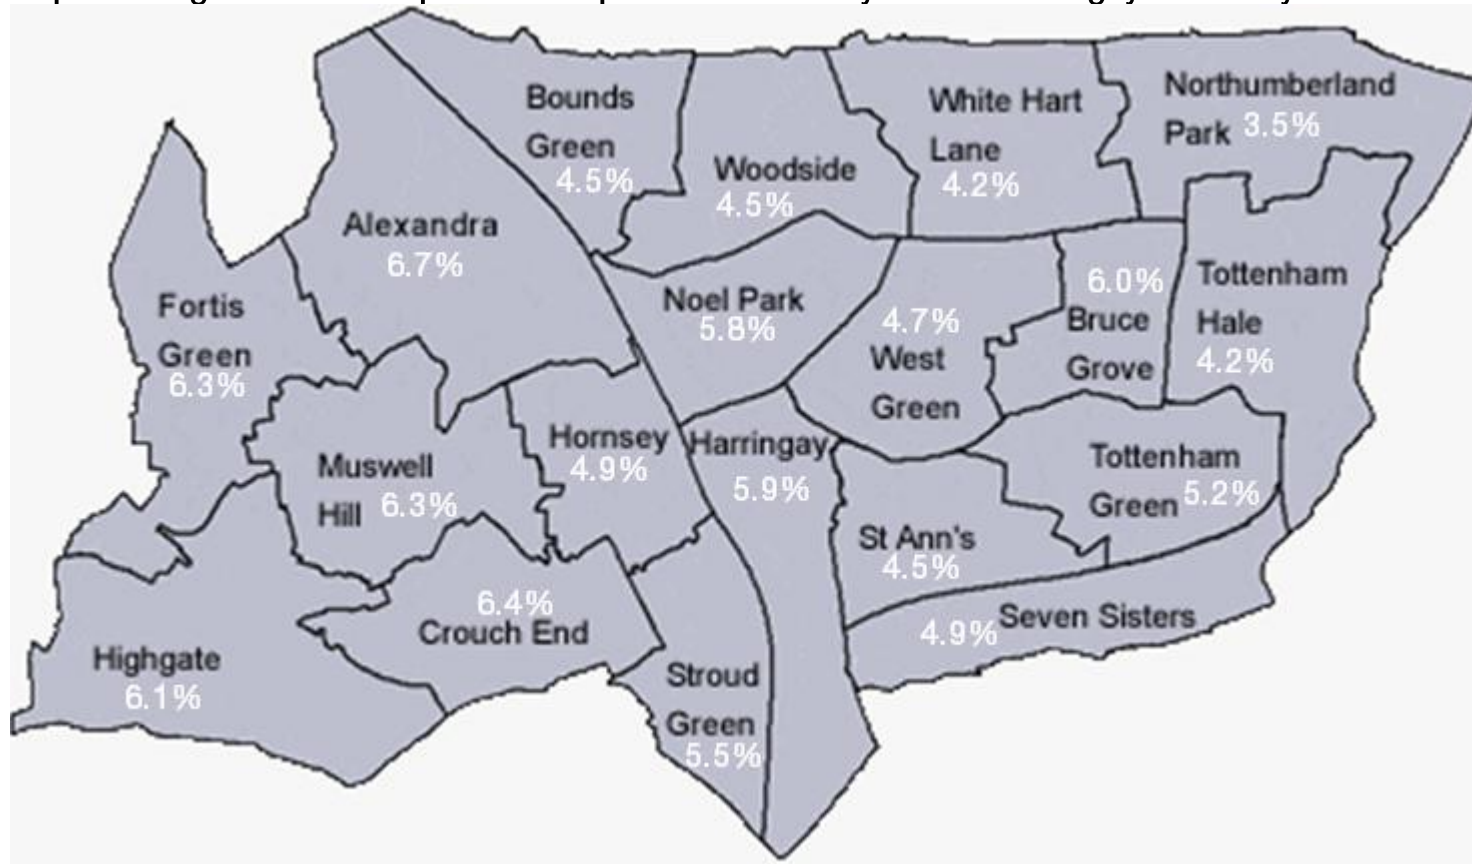 Bounds
Green
4.5%
Woodside
4.5%
White Hart
Lane
4.2%
Northumberland
Park 3.5%
Alexandra
6.7%
Fortis
Green
6.3%
Noel Park
5.8%
4.7%
West
Green
6.0%
Bruce
Grove
Tottenham
Hale
4.2%
Muswell
Hill 6.3%
Hornsey
4.9%
Harringay
5.9%
Tottenham
Green 5.2%
St Ann's
4.5%
Highgate
6.1%
6.4%
Crouch End
4.9% Seven Sisters
Stroud
Green
5.5%